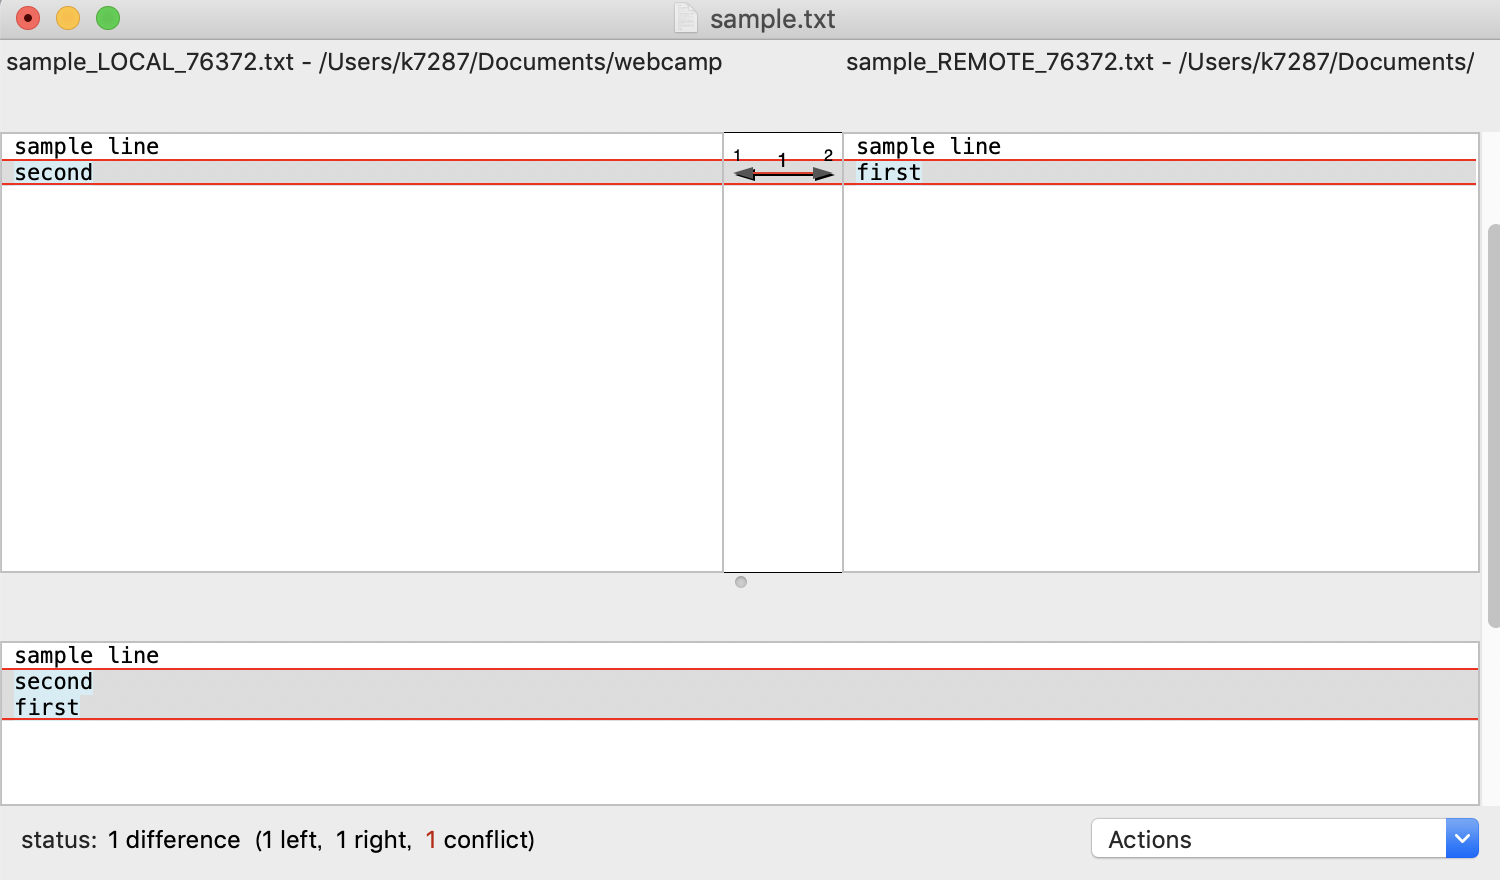 sample.txt
sample_LOCAL_76372.txt - /Users/k7287/Documents/webcamp
sample_REMOTE_76372.txt - /Users/k7287/Documents/
sample line
second
1 1 2
sample line
first
sample line
second
first
status: 1 difference (1 left, 1 right, 1 conflict)
Actions